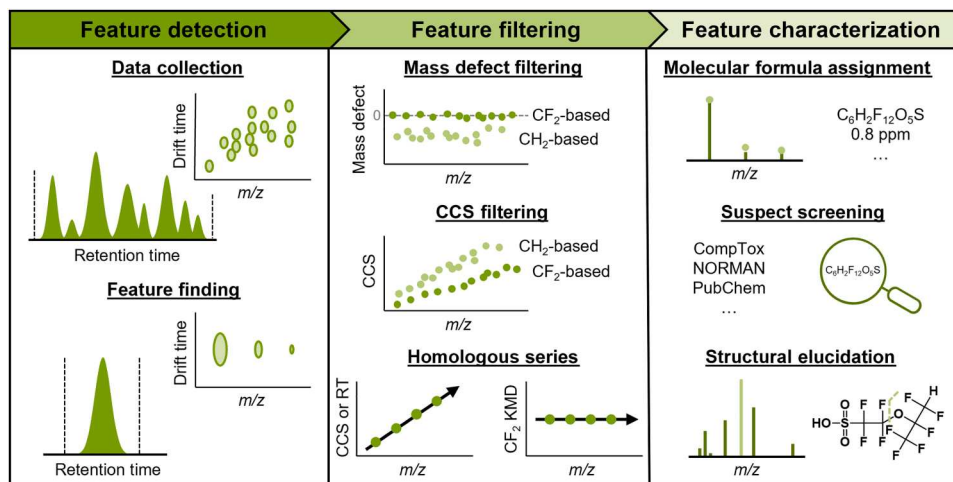 Feature detection
Data collection
Drift time
m/z
Retention time
Feature finding
Drift time
m/z
Retention time
Feature filtering
Mass defect filtering
Mass defect
0
CF₂-based
CH₂-based
m/z
CCS filtering
CCS
CH₂-based
CF₂-based
m/z
Homologous series
CCS or RT
m/z
CF₂ KMD
m/z
Feature characterization
Molecular formula assignment
m/z
C₆H₂F₁₂O₅S
0.8 ppm
...
Suspect screening
CompTox
NORMAN
PubChem
...
C₆H₂F₁₂O₅S
Structural elucidation
m/z
H
F F
F F F F
HO S O F
O O F
F F F F
F